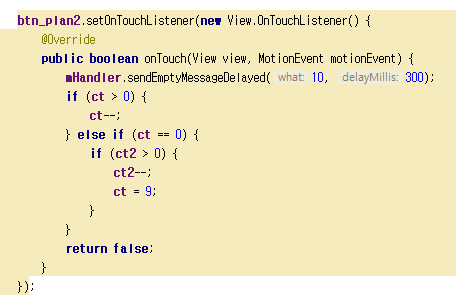 btn_plan2.setOnTouchListener(new View.OnTouchListener() {
@Override
public boolean onTouch(View view, MotionEvent motionEvent) {
mHandler.sendEmptyMessageDelayed( what: 10, delayMillis: 300);
if (ct > 0) {
ct--;
} else if (ct == 0) {
if (ct2 > 0) {
ct2--;
ct = 9;
}
}
return false;
}
});